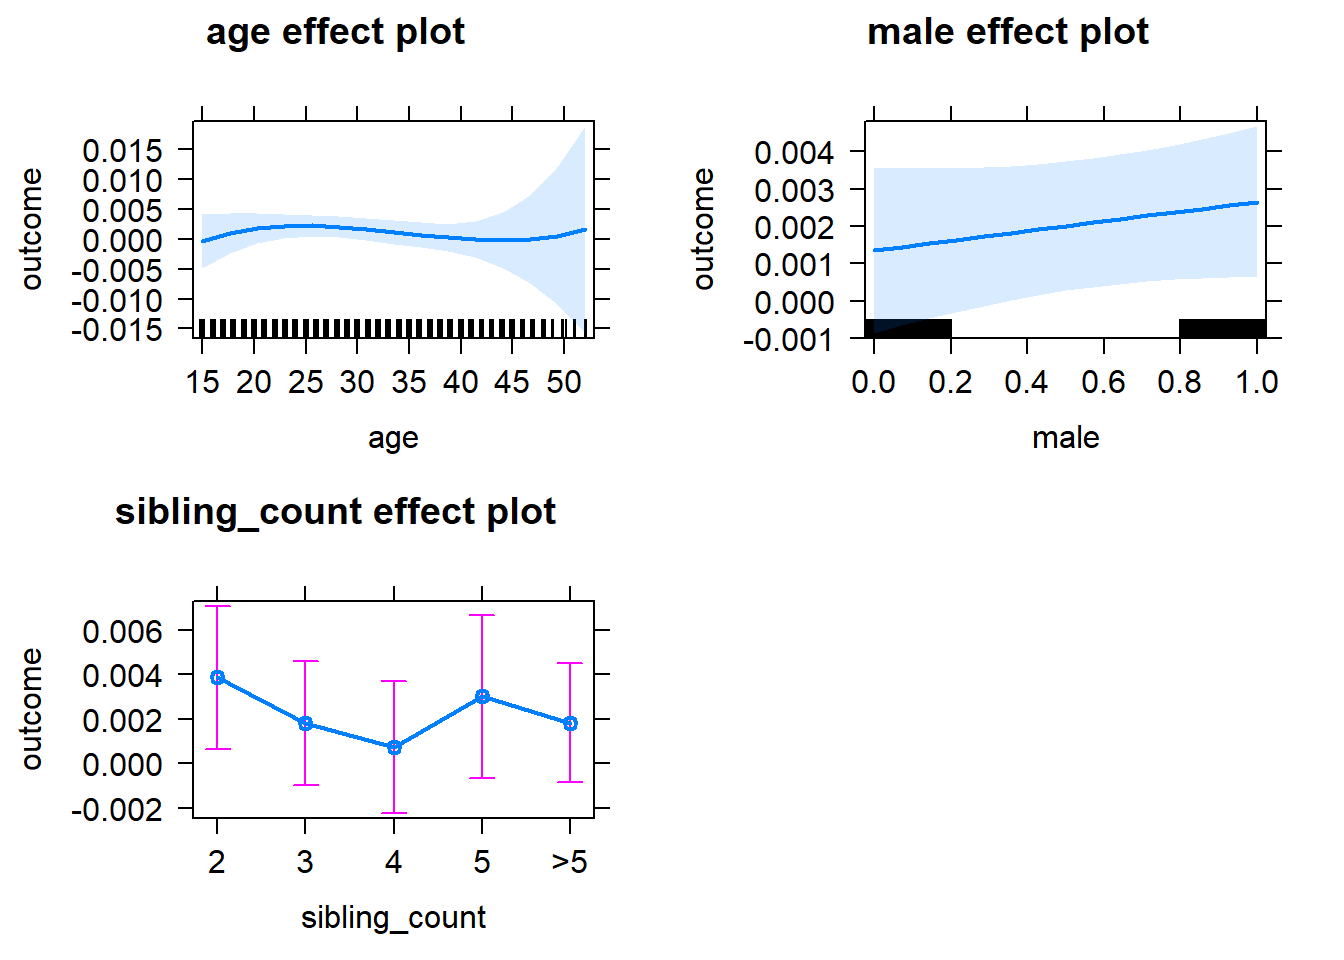 age effect plot
outcome
0.015
0.010
0.005
0.000
-0.005
-0.010
-0.015
15 20 25 30 35 40 45 50
age
male effect plot
outcome
0.004
0.003
0.002
0.001
0.000
-0.001
0.0 0.2 0.4 0.6 0.8 1.0
male
sibling_count effect plot
outcome
0.006
0.004
0.002
0.000
-0.002
2 3 4 5 >5
sibling_count